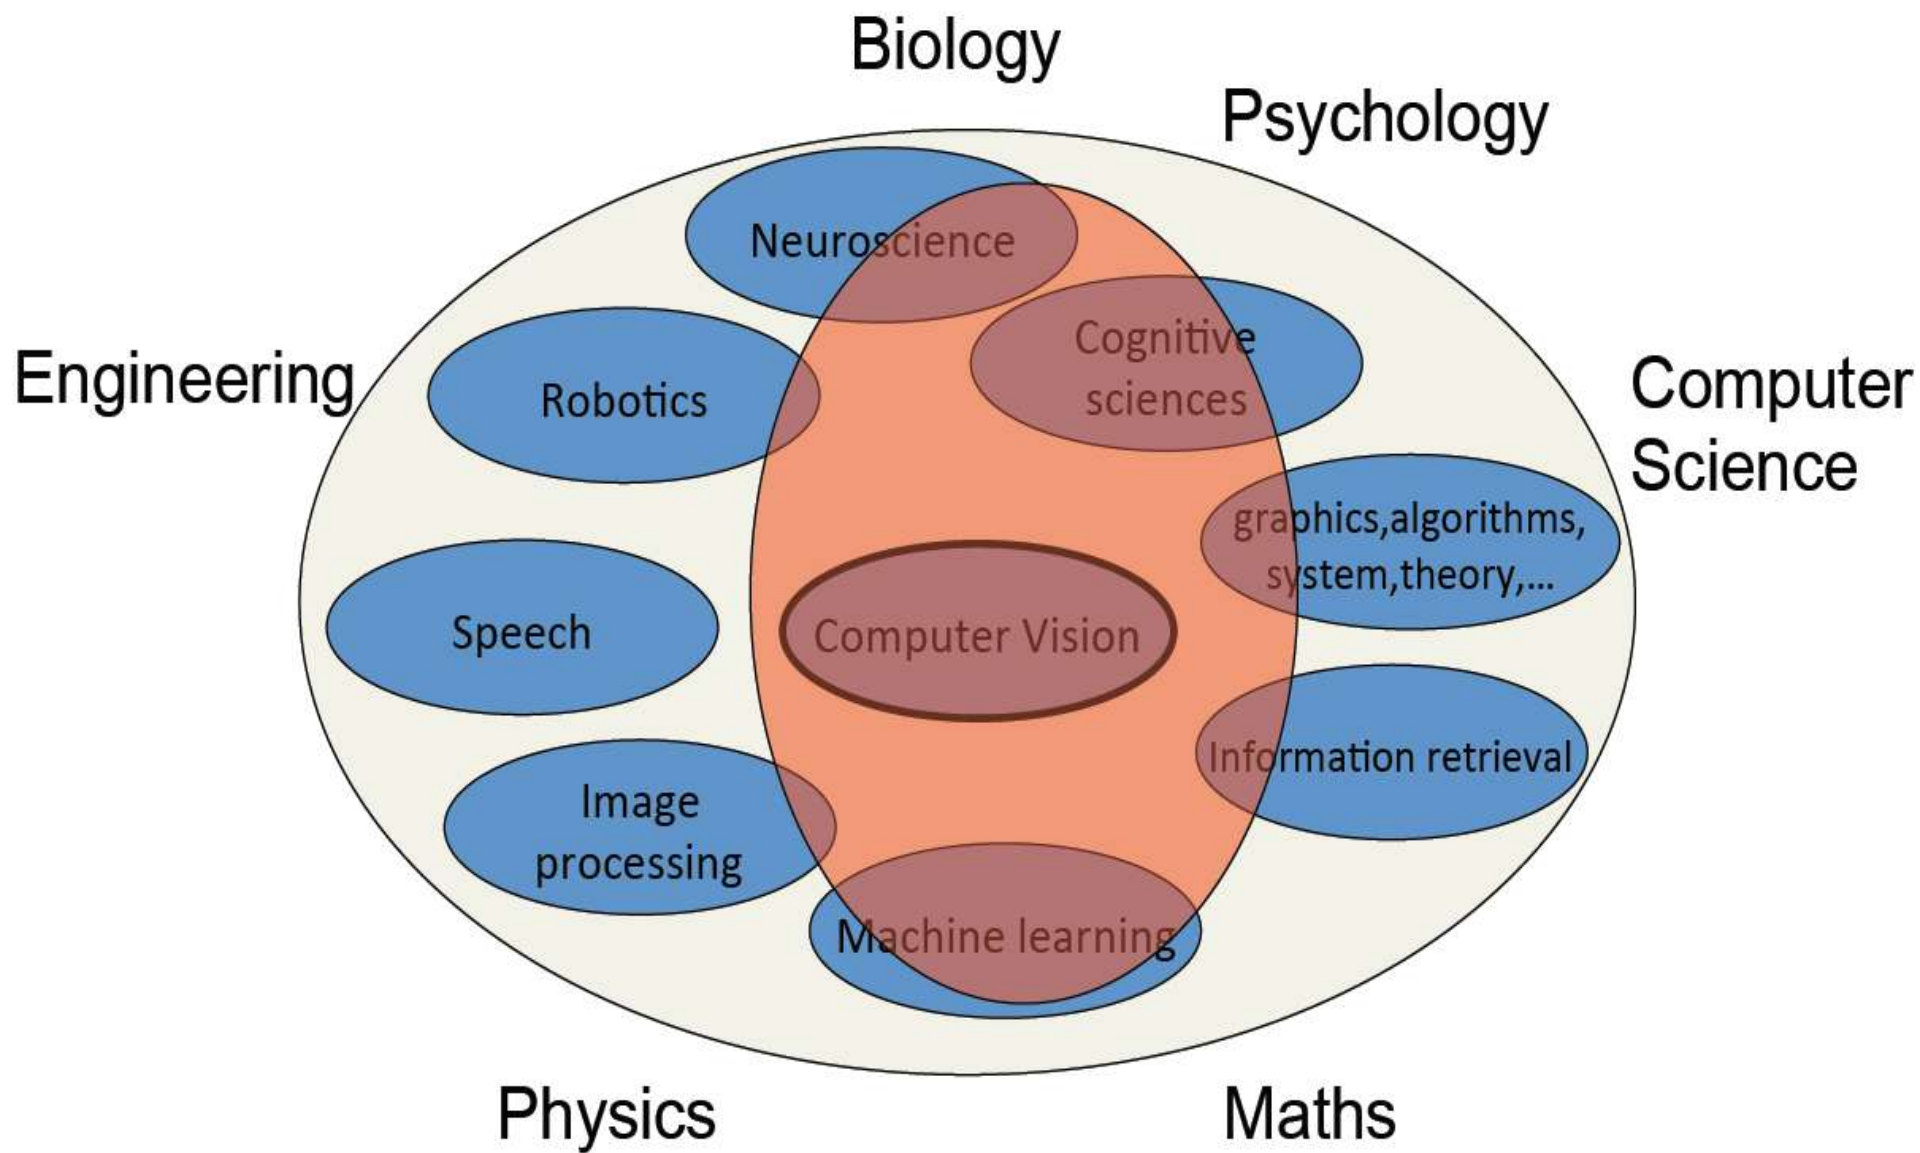 Biology
Psychology
Neuroscience
Cognitive
sciences
Engineering
Robotics
Computer
Science
graphics,algorithms,
system,theory,...
Speech
Computer Vision
Information retrieval
Image
processing
Machine learning
Physics
Maths